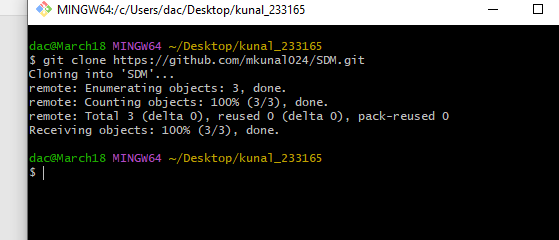 MINGW64:/c/Users/dac/Desktop/kunal_233165
dac@March18 MINGW64 ~/Desktop/kunal_233165
$ git clone https://github.com/mkunal024/SDM.git
Cloning into 'SDM'...
remote: Enumerating objects: 3, done.
remote: Counting objects: 100% (3/3), done.
remote: Total 3 (delta 0), reused 0 (delta 0), pack-reused 0
Receiving objects: 100% (3/3), done.
dac@March18 MINGW64 ~/Desktop/kunal_233165
$